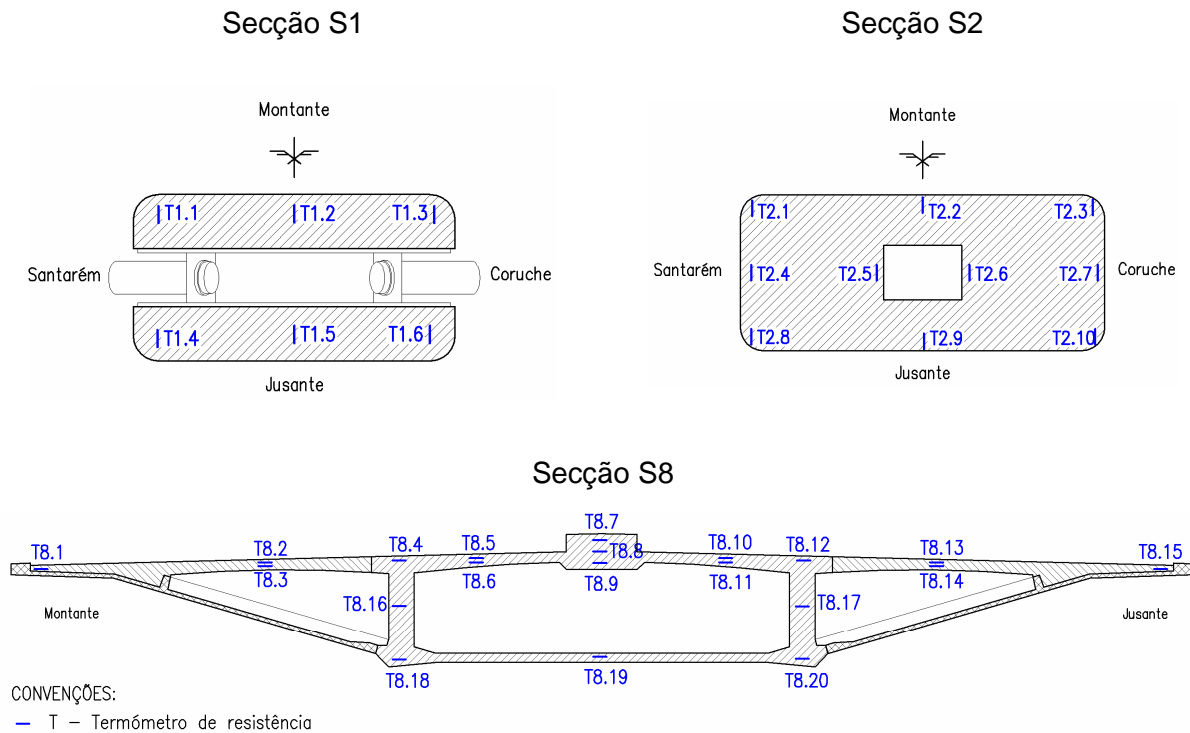 Secção S1
Secção S2
Montante
T1.1 T1.2 T1.3
Santarém Coruche
T1.4 T1.5 T1.6
Jusante
Montante
T2.1 T2.2 T2.3
Santarém T2.4 T2.5 T2.6 T2.7 Coruche
T2.8 T2.9 T2.10
Jusante
Secção S8
T8.7
T8.1 T8.2 T8.4 T8.5 T8.8 T8.10 T8.12 T8.13 T8.15
T8.3 T8.6 T8.9 T8.11 T8.14
Montante T8.16 T8.17 Jusante
T8.18 T8.19 T8.20
CONVENÇÕES:
T – Termómetro de resistência